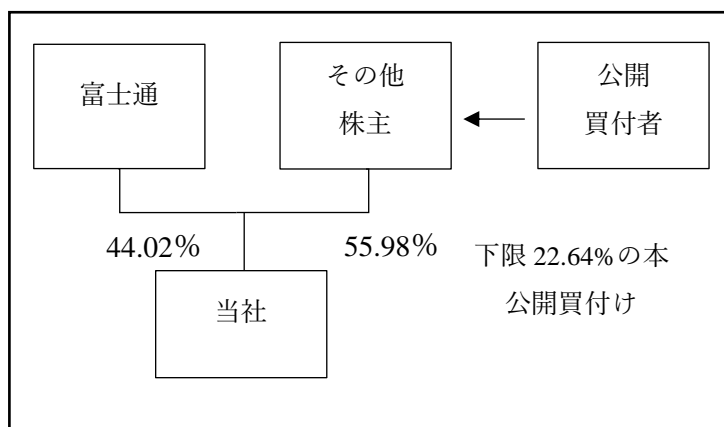 富士通
その他
株主
公開
買付者
44.02%
55.98%
下限 22.64%の本
公開買付け
当社